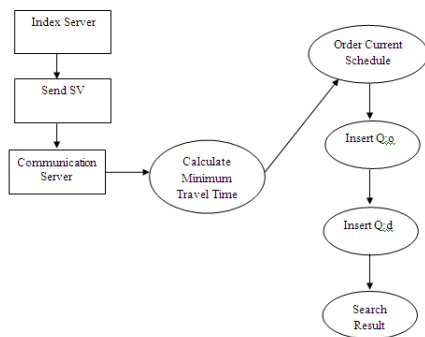 Index Server
Send SV
Communication
Server
Calculate
Minimum
Travel Time
Order Current
Schedule
Insert Q:o
Insert Q:d
Search
Result